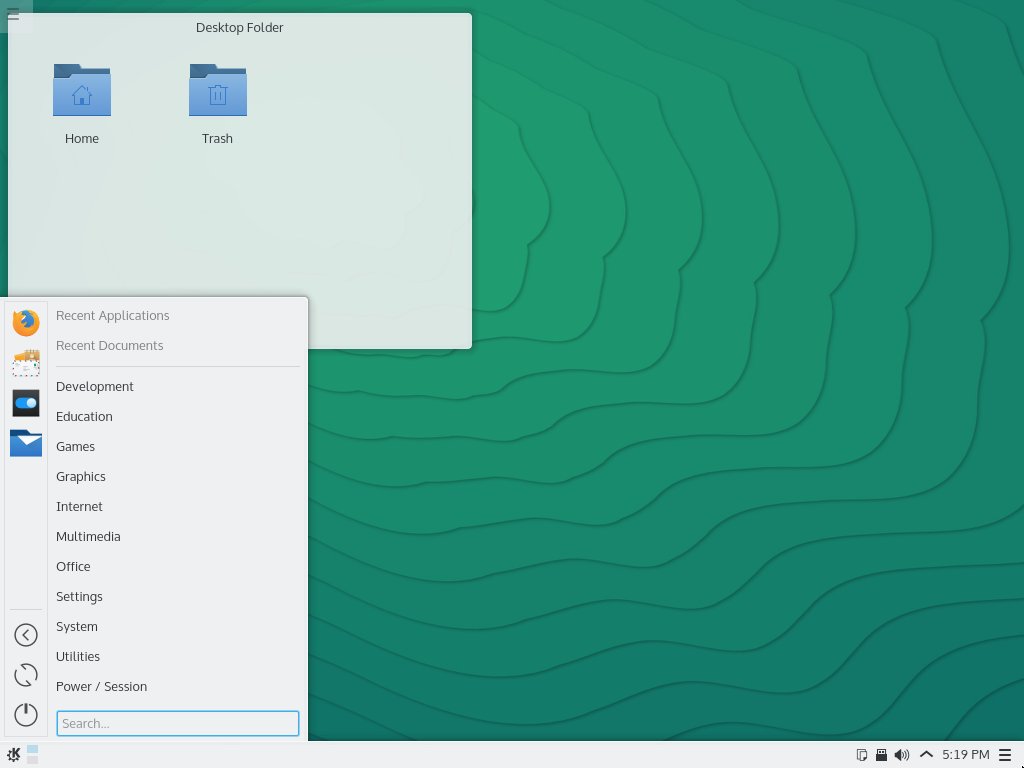 Desktop Folder
Home
Trash
Recent Applications
Recent Documents
Development
Education
Games
Graphics
Internet
Multimedia
Office
Settings
System
Utilities
Power / Session
Search...
5:19 PM